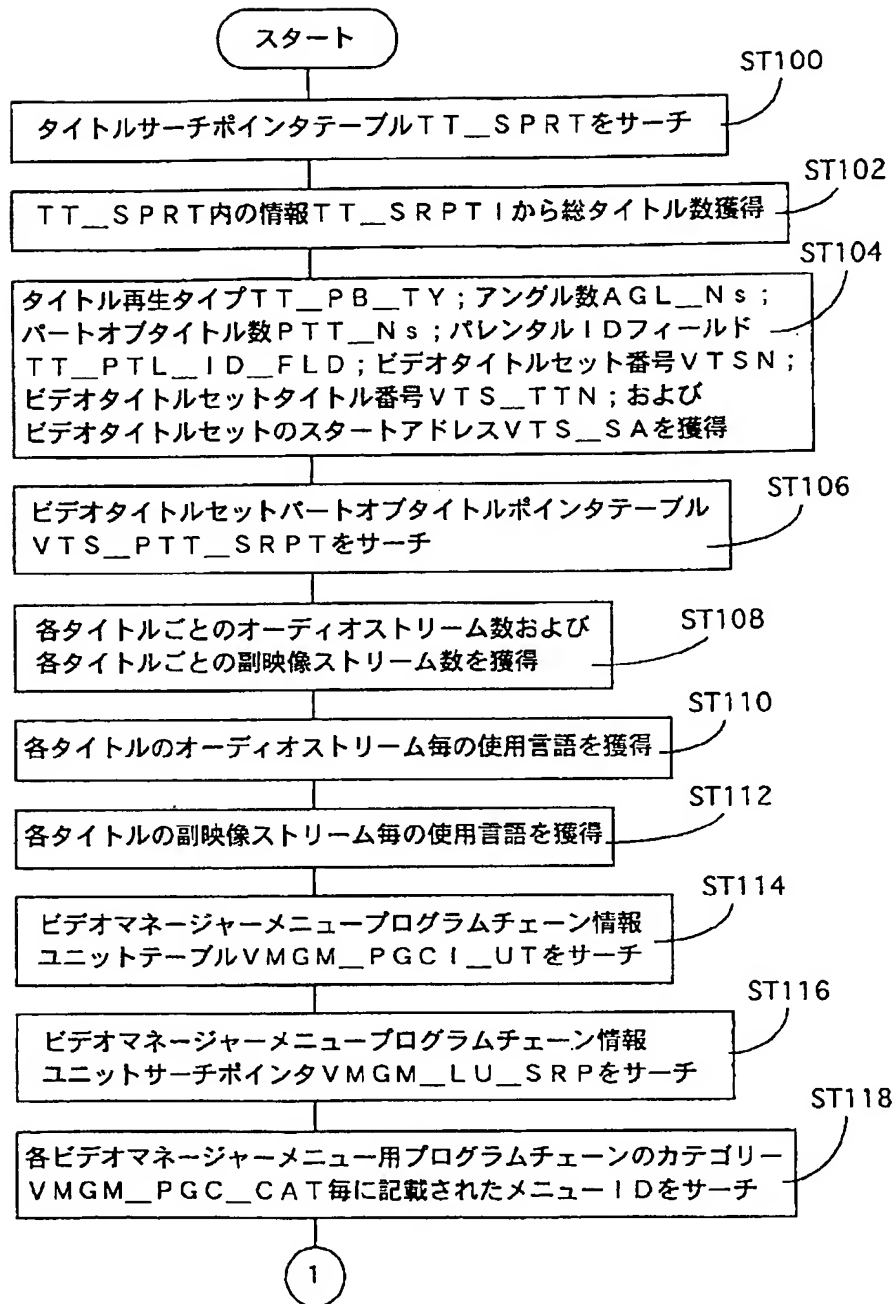 スタート
ST100
タイトルサーチポインタテーブルTT__SPRTをサーチ
ST102
TT__SPRT内の情報TT__SRPTIから総タイトル数獲得
ST104
タイトル再生タイプTT__PB__TY;アングル数AGL__Ns;
パートオブタイトル数PTT__Ns;パレンタルIDフィールド
TT__PTL__ID__FLD;ビデオタイトルセット番号VTSN;
ビデオタイトルセットタイトル番号VTS__TTN;および
ビデオタイトルセットのスタートアドレスVTS__SAを獲得
ST106
ビデオタイトルセットパートオブタイトルポインタテーブル
VTS__PTT__SRPTをサーチ
ST108
各タイトルごとのオーディオストリーム数および
各タイトルごとの副映像ストリーム数を獲得
ST110
各タイトルのオーディオストリーム毎の使用言語を獲得
ST112
各タイトルの副映像ストリーム毎の使用言語を獲得
ST114
ビデオマネージャーメニュープログラムチェーン情報
ユニットテーブルVMGM__PGCI__UTをサーチ
ST116
ビデオマネージャーメニュープログラムチェーン情報
ユニットサーチポインタVMGM__LU__SRPをサーチ
ST118
各ビデオマネージャーメニュー用プログラムチェーンのカテゴリー
VMGM__PGC__CAT毎に記載されたメニューIDをサーチ
1